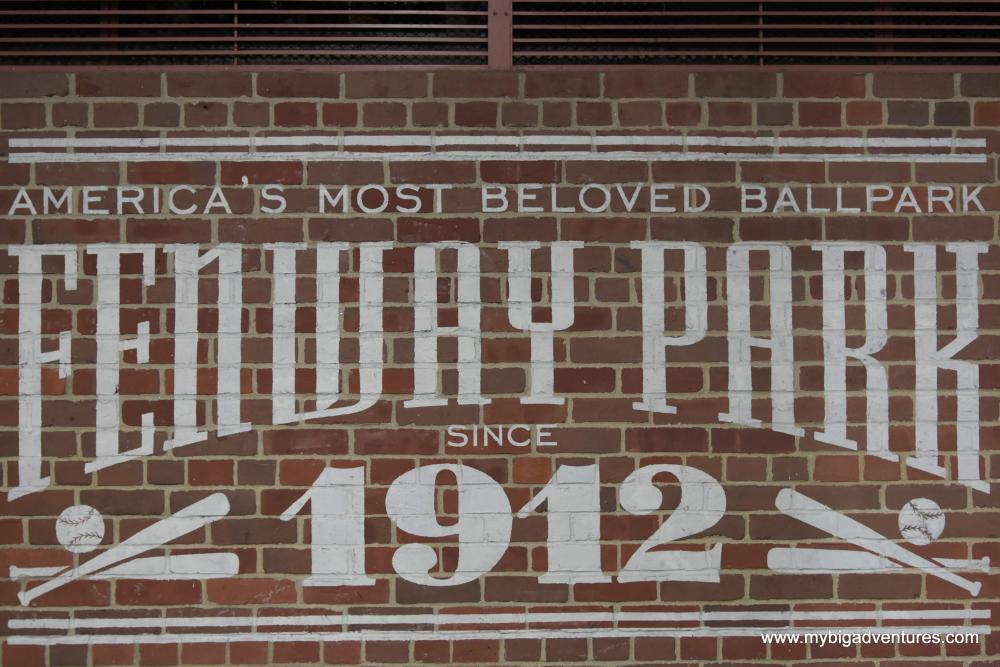 AMERICA'S MOST BELOVED BALLPARK
FENWAY PARK
SINCE
1912
www.mybigadventures.com